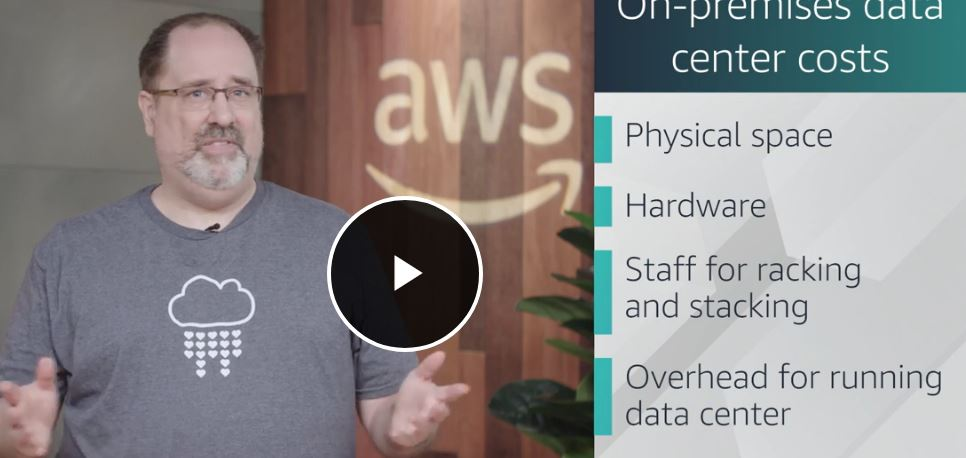 aws
On-premises data
center costs
Physical space
Hardware
Staff for racking
and stacking
Overhead for running
data center